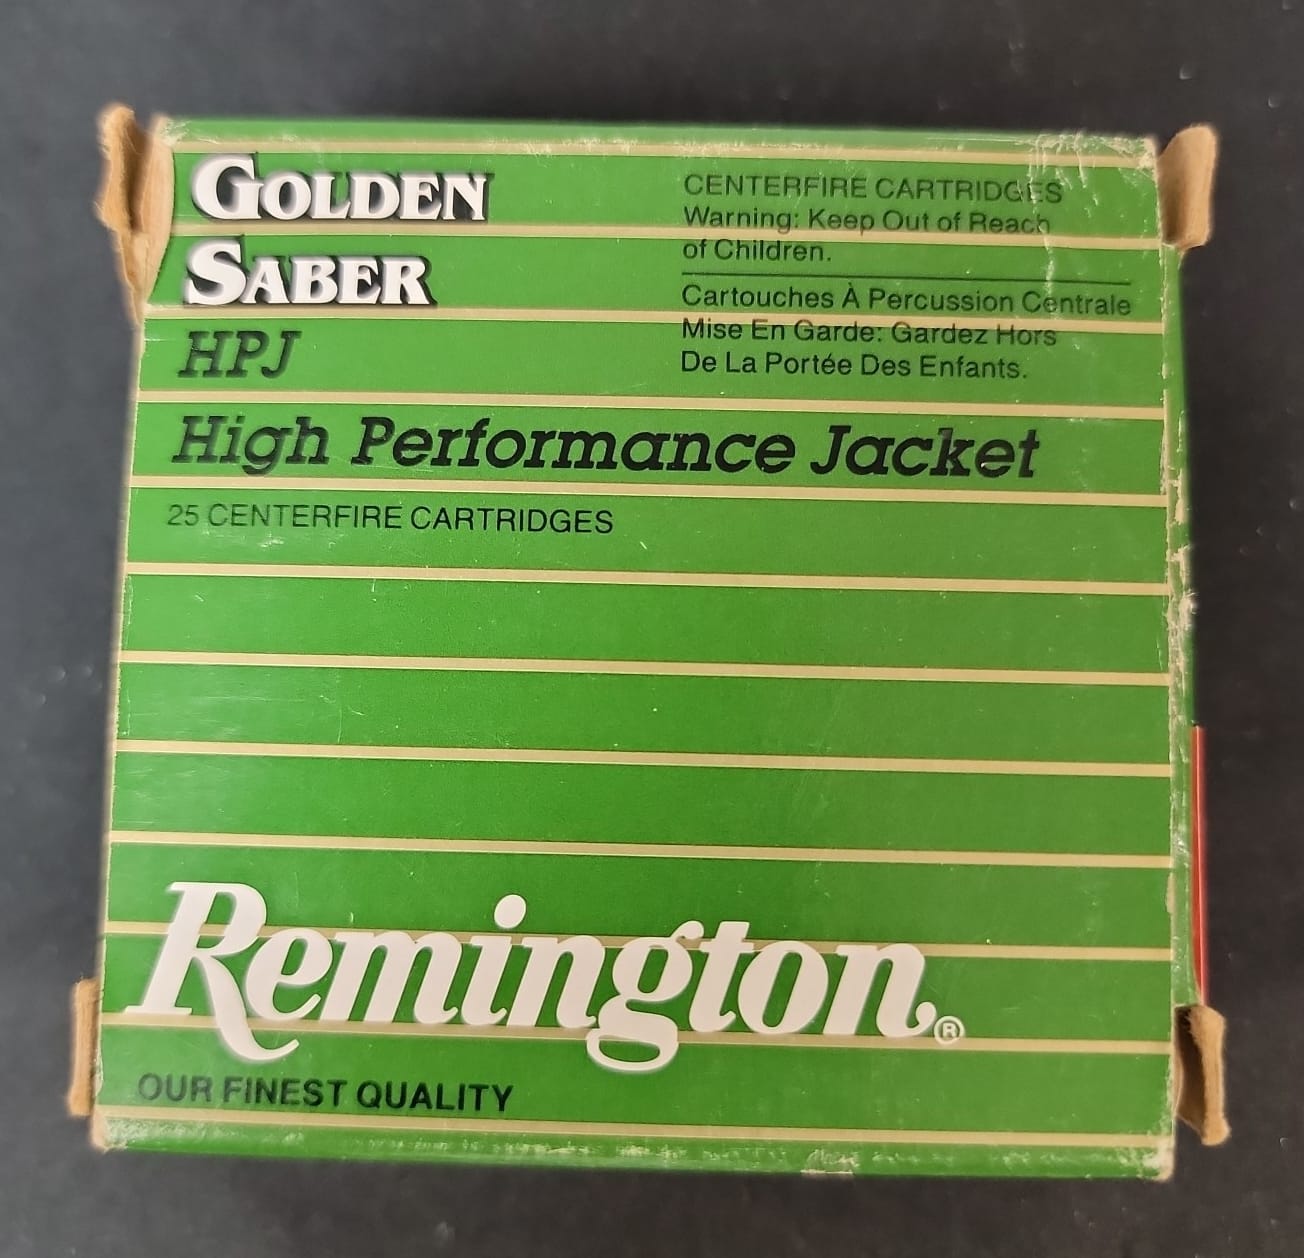 GOLDEN
SABER
HPJ
High Performance Jacket
25 CENTERFIRE CARTRIDGES
CENTERFIRE CARTRIDGES
Warning: Keep Out of Reach
of Children.
Cartouches À Percussion Centrale
Mise En Garde: Gardez Hors
De La Portée Des Enfants.
Remington®
OUR FINEST QUALITY